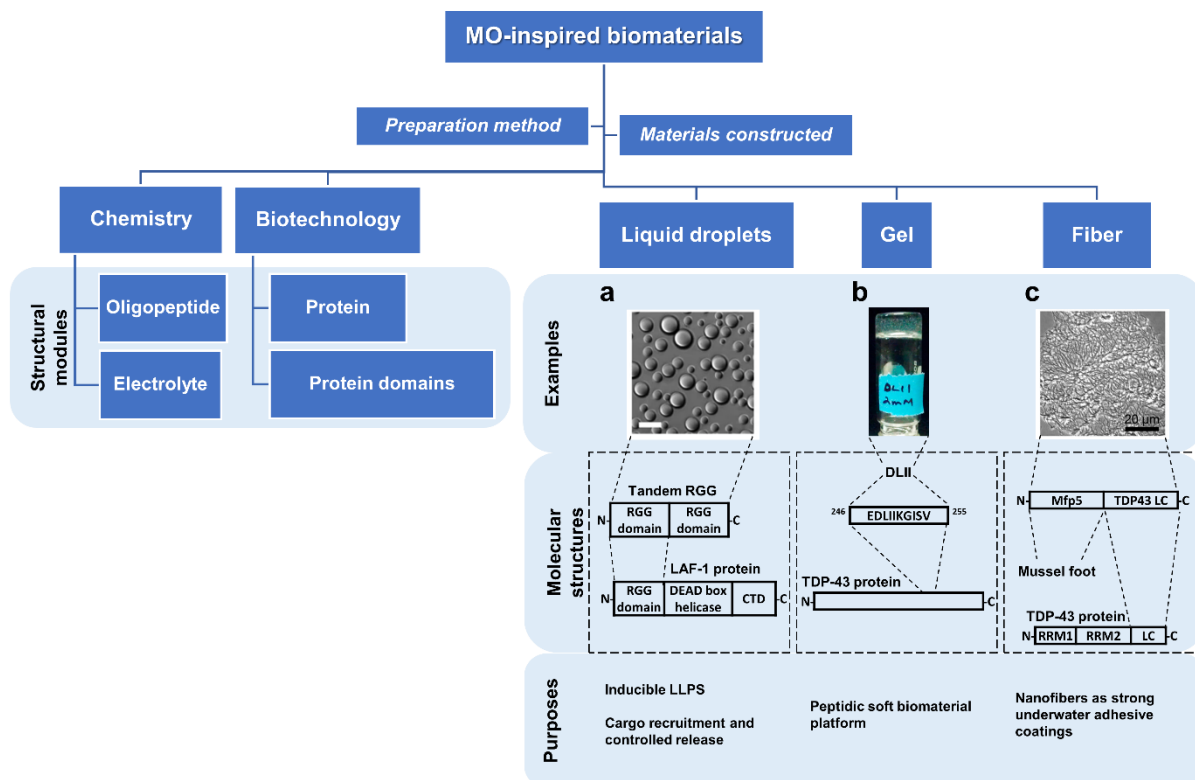 MO-inspired biomaterials
Preparation method
Materials constructed
Chemistry
Biotechnology
Liquid droplets
Gel
Fiber
Structural
modules
Oligopeptide
Electrolyte
Protein
Protein domains
Examples
a
b
c
DLII
2mM
20 μm
Molecular
structures
Tandem RGG
N-
RGG
domain
RGG
domain
-C
LAF-1 protein
N-
RGG
domain
DEAD box
helicase
CTD
-C
DLII
246
EDLIIKGISV
255
TDP-43 protein
N-
-C
N-
Mfp5
TDP43 LC
-C
Mussel foot
TDP-43 protein
N-
RRM1
RRM2
LC
-C
Purposes
Inducible LLPS
Cargo recruitment and
controlled release
Peptidic soft biomaterial
platform
Nanofibers as strong
underwater adhesive
coatings